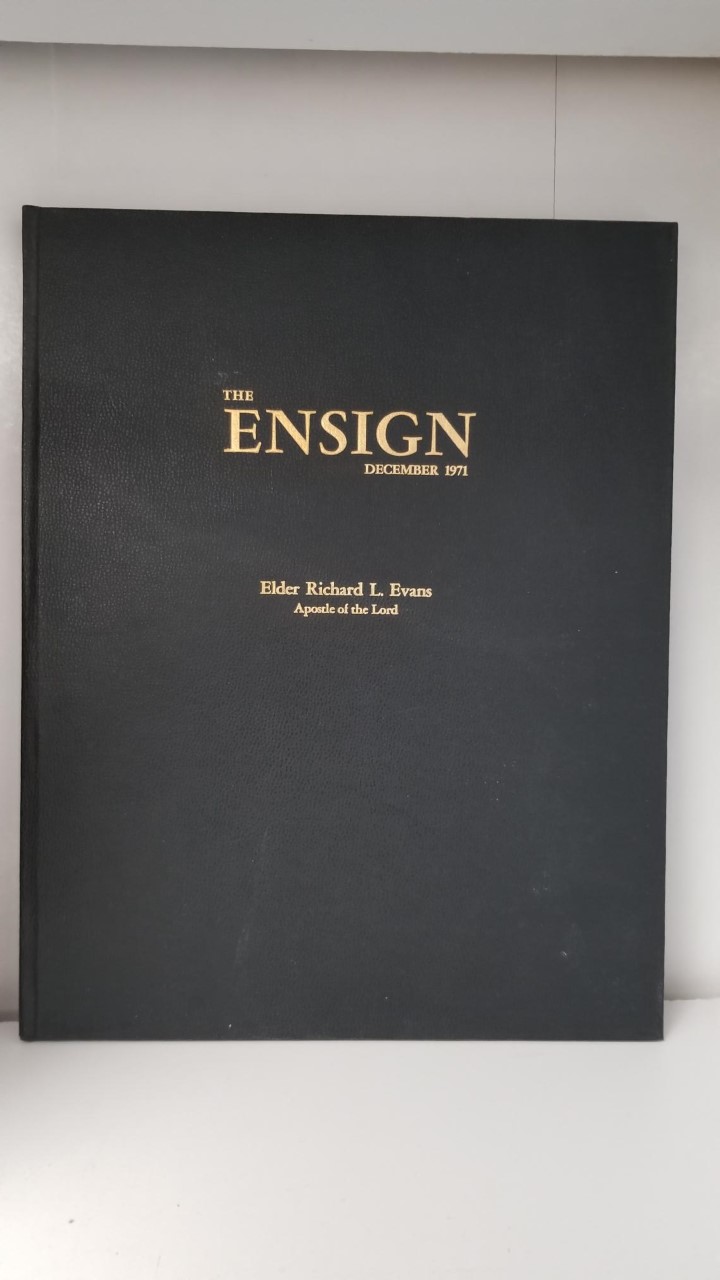 THE
ENSIGN
DECEMBER 1971
Elder Richard L. Evans
Apostle of the Lord